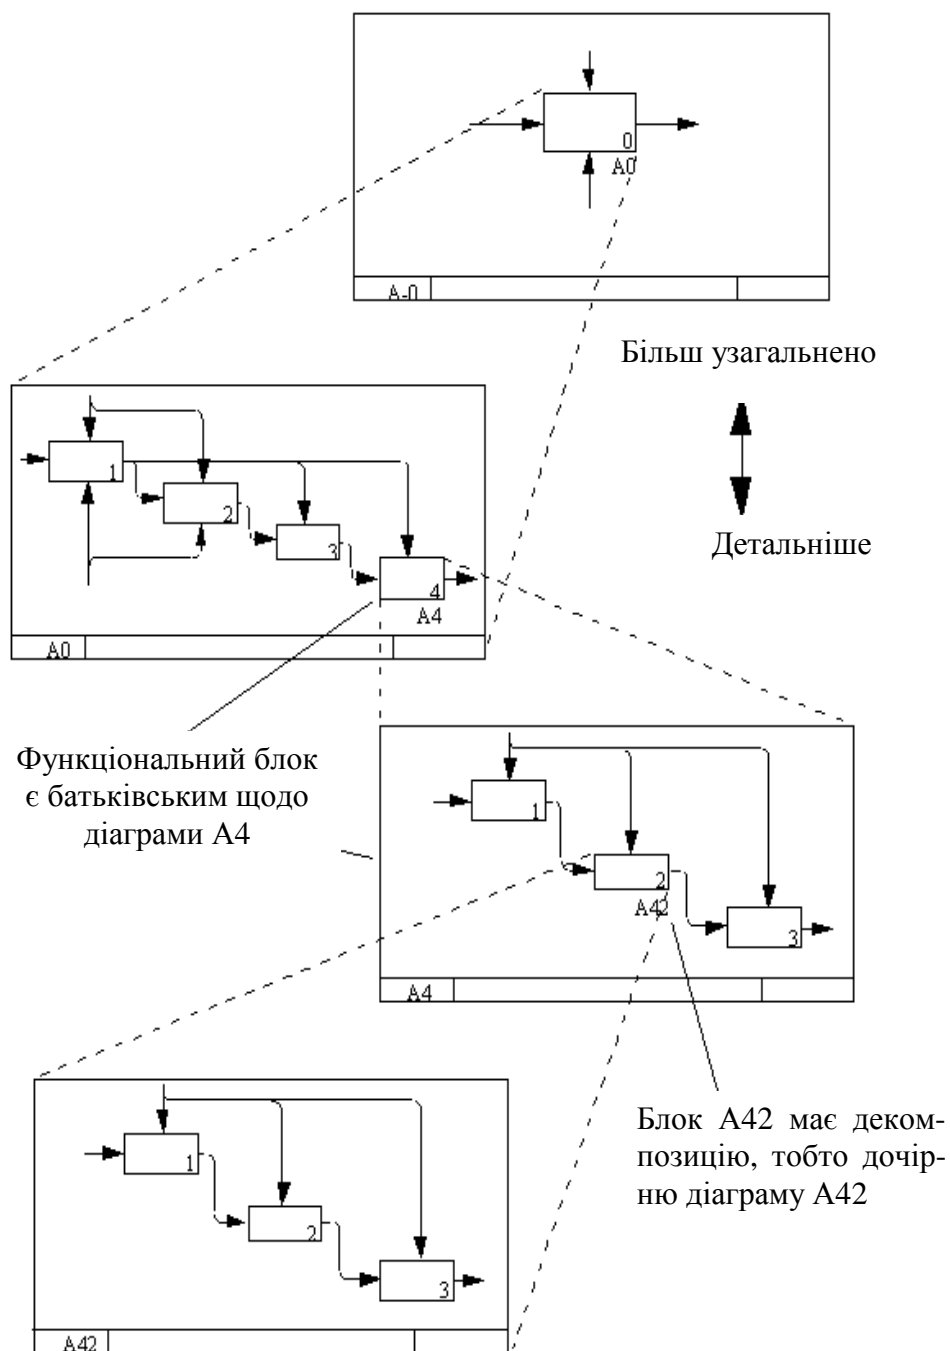 0
A0
A-0
Більш узагальнено
Детальніше
1
2
3
4
A4
A0
Функціональний блок
є батьківським щодо
діаграми А4
1
2
A42
3
A4
Блок А42 має деком-
позицію, тобто дочір-
ню діаграму А42
1
2
3
A42